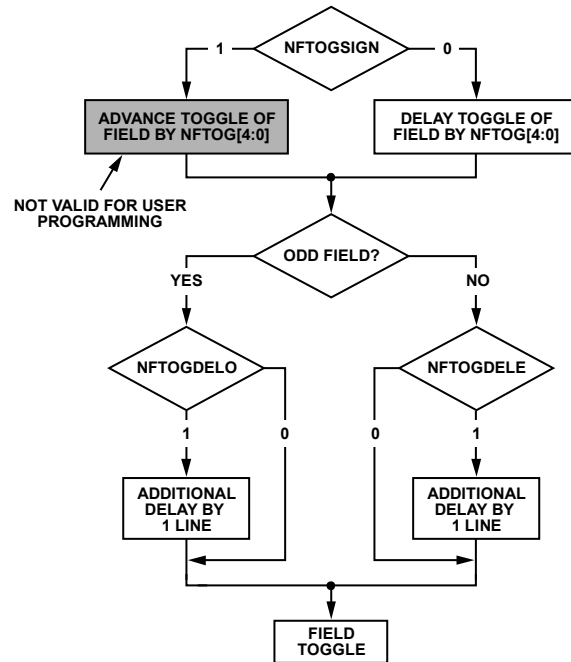 NFTOGSIGN
1
0
ADVANCE TOGGLE OF
FIELD BY NFTOG[4:0]
DELAY TOGGLE OF
FIELD BY NFTOG[4:0]
NOT VALID FOR USER
PROGRAMMING
ODD FIELD?
YES
NO
NFTOGDELO
NFTOGDELE
1
0
0
1
ADDITIONAL
DELAY BY
1 LINE
ADDITIONAL
DELAY BY
1 LINE
FIELD
TOGGLE